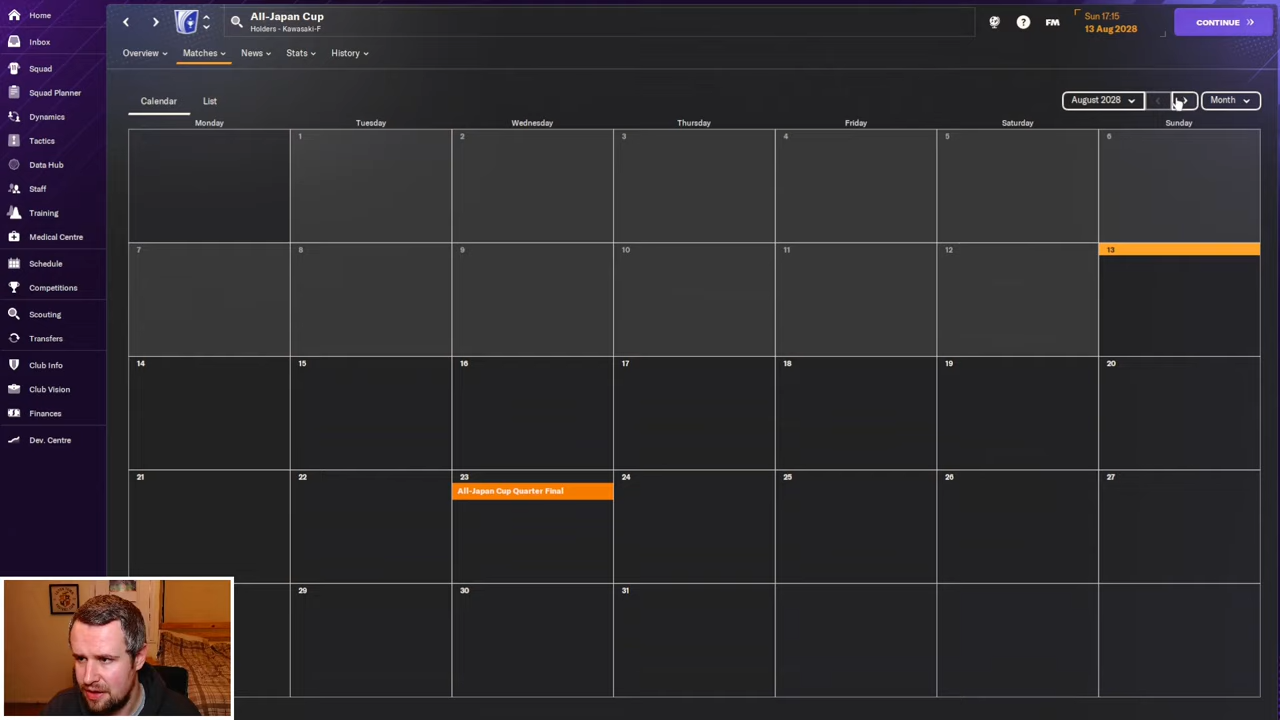 Home
Inbox
Squad
Squad Planner
Dynamics
Tactics
Data Hub
Staff
Training
Medical Centre
Schedule
Competitions
Scouting
Transfers
Club Info
Club Vision
Finances
Dev. Centre
All-Japan Cup
Holders - Kawasaki-F
FM
Sun 17:15
13 Aug 2028
CONTINUE
Overview
Matches
News
Stats
History
Calendar
List
August 2028
Month
Monday
Tuesday
Wednesday
Thursday
Friday
Saturday
Sunday
1
2
3
4
5
6
7
8
9
10
11
12
13
14
15
16
17
18
19
20
21
22
23
All-Japan Cup Quarter Final
24
25
26
27
29
30
31